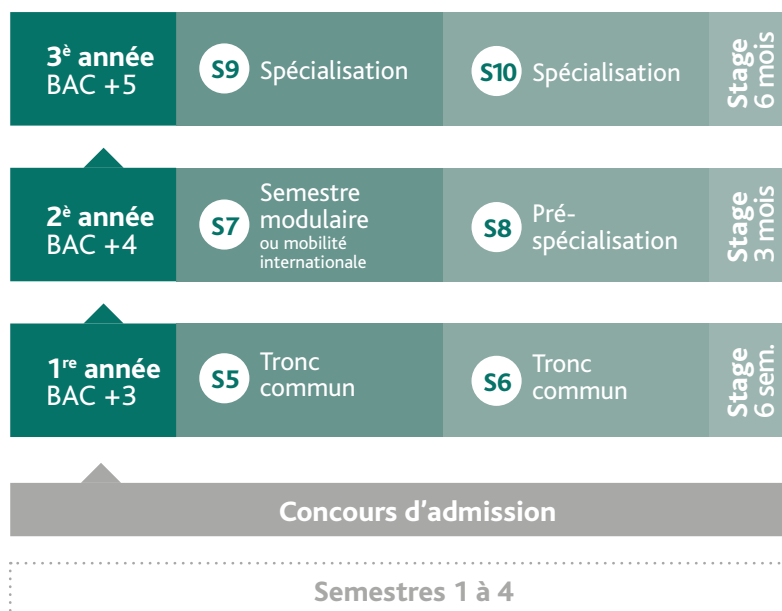 3è année
BAC +5
S9
Spécialisation
S10
Spécialisation
Stage
6 mois
2è année
BAC +4
S7
Semestre
modulaire
ou mobilité
internationale
S8
Pré-
spécialisation
Stage
3 mois
1re année
BAC +3
S5
Tronc
commun
S6
Tronc
commun
Stage
6 sem.
Concours d’admission
Semestres 1 à 4